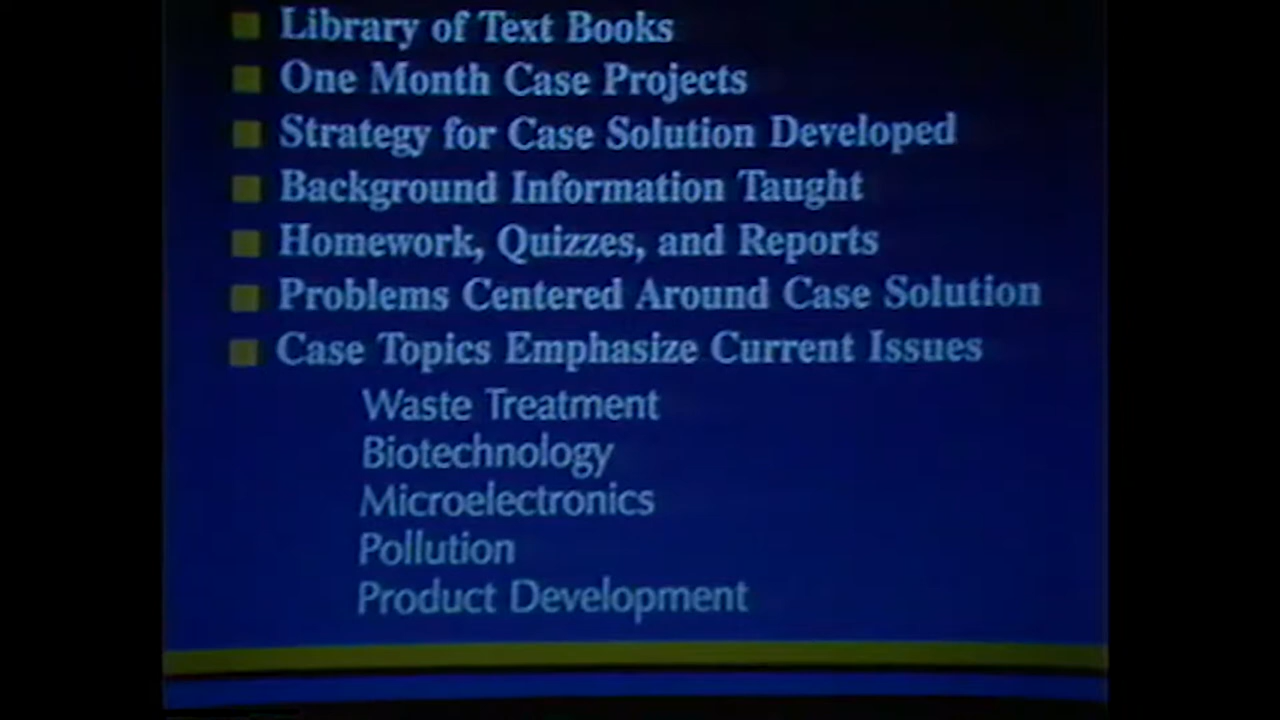 Library of Text Books
One Month Case Projects
Strategy for Case Solution Developed
Background Information Taught
Homework, Quizzes, and Reports
Problems Centered Around Case Solution
Case Topics Emphasize Current Issues
Waste Treatment
Biotechnology
Microelectronics
Pollution
Product Development